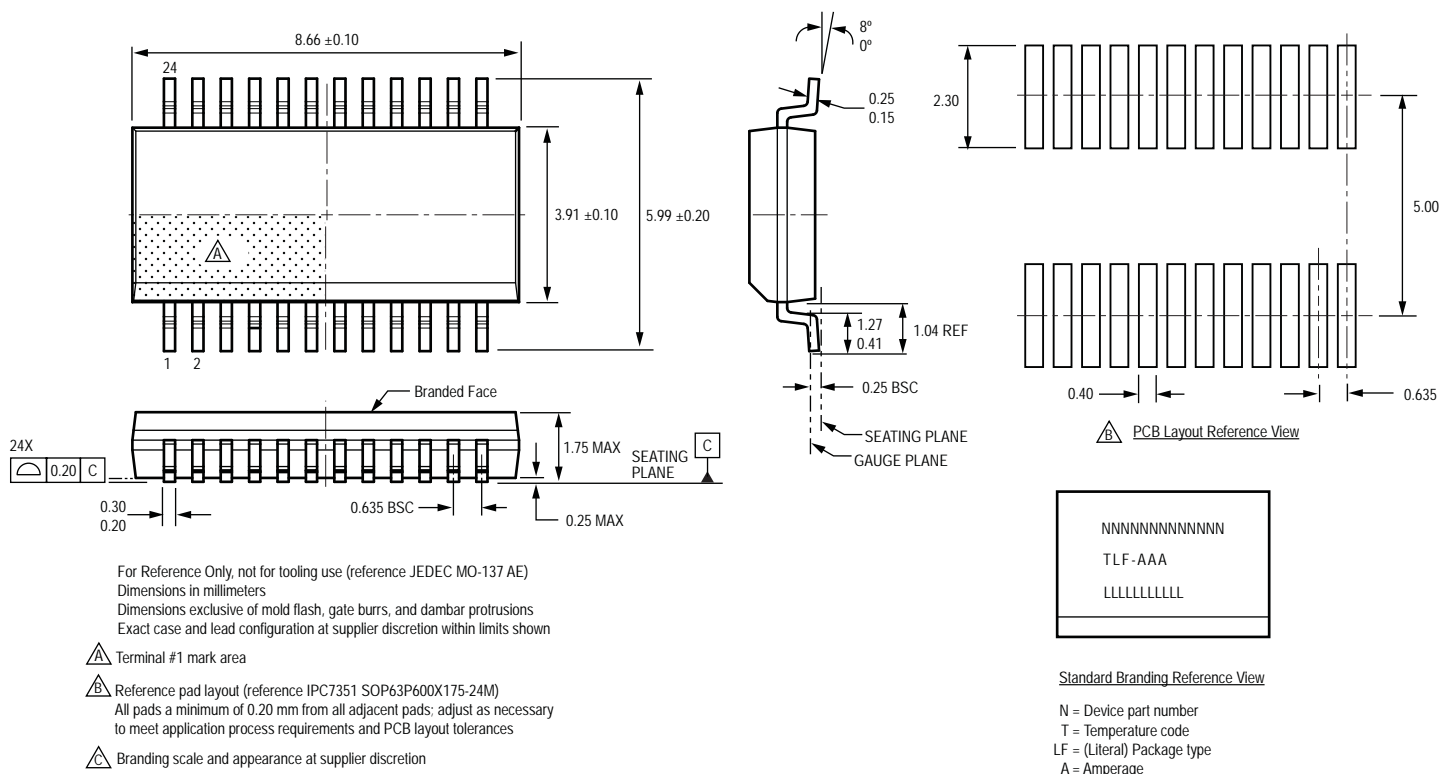 8.66 ±0.10
24
3.91 ±0.10
5.99 ±0.20
A
1 2
8º
0º
0.25
0.15
1.27
0.41
1.04 REF
0.25 BSC
SEATING PLANE
GAUGE PLANE
2.30
5.00
0.40
0.635
B PCB Layout Reference View
Branded Face
24X
0.20 C
1.75 MAX
SEATING
PLANE
C
0.30
0.20
0.635 BSC
0.25 MAX
For Reference Only, not for tooling use (reference JEDEC MO-137 AE)
Dimensions in millimeters
Dimensions exclusive of mold flash, gate burrs, and dambar protrusions
Exact case and lead configuration at supplier discretion within limits shown
A Terminal #1 mark area
B Reference pad layout (reference IPC7351 SOP63P600X175-24M)
All pads a minimum of 0.20 mm from all adjacent pads; adjust as necessary
to meet application process requirements and PCB layout tolerances
C Branding scale and appearance at supplier discretion
NNNNNNNNNNNNN
TLF-AAA
LLLLLLLLLLL
Standard Branding Reference View
N = Device part number
T = Temperature code
LF = (Literal) Package type
A = Amperage